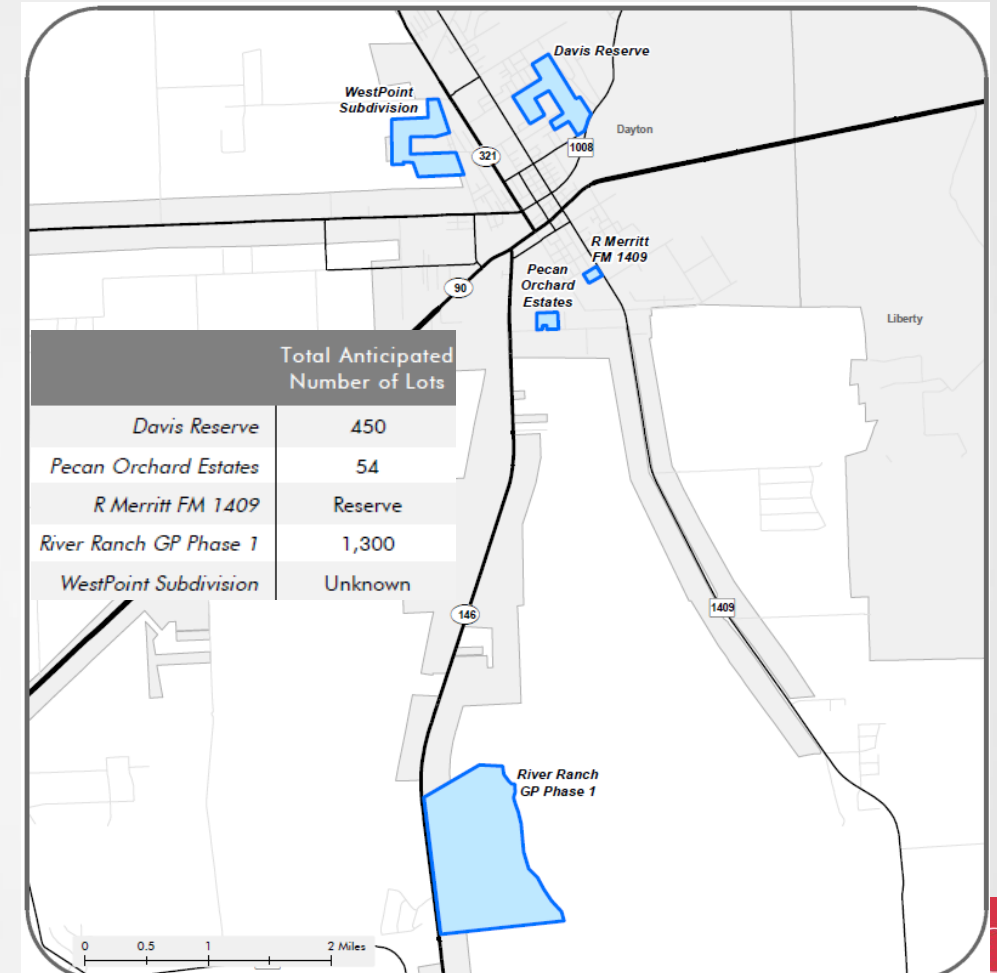 Davis Reserve
WestPoint
Subdivision
Dayton
321
1008
R Merritt
FM 1409
Pecan
Orchard
Estates
90
Liberty
Total Anticipated
Number of Lots
Davis Reserve 450
Pecan Orchard Estates 54
R Merritt FM 1409 Reserve
River Ranch GP Phase 1 1,300
WestPoint Subdivision Unknown
146
1409
River Ranch
GP Phase 1
0 0.5 1 2 Miles